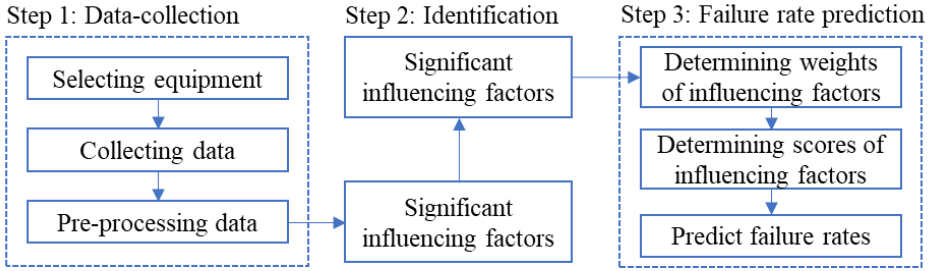 Step 1: Data-collection
Selecting equipment
Collecting data
Pre-processing data
Step 2: Identification
Significant
influencing factors
Significant
influencing factors
Step 3: Failure rate prediction
Determining weights
of influencing factors
Determining scores of
influencing factors
Predict failure rates